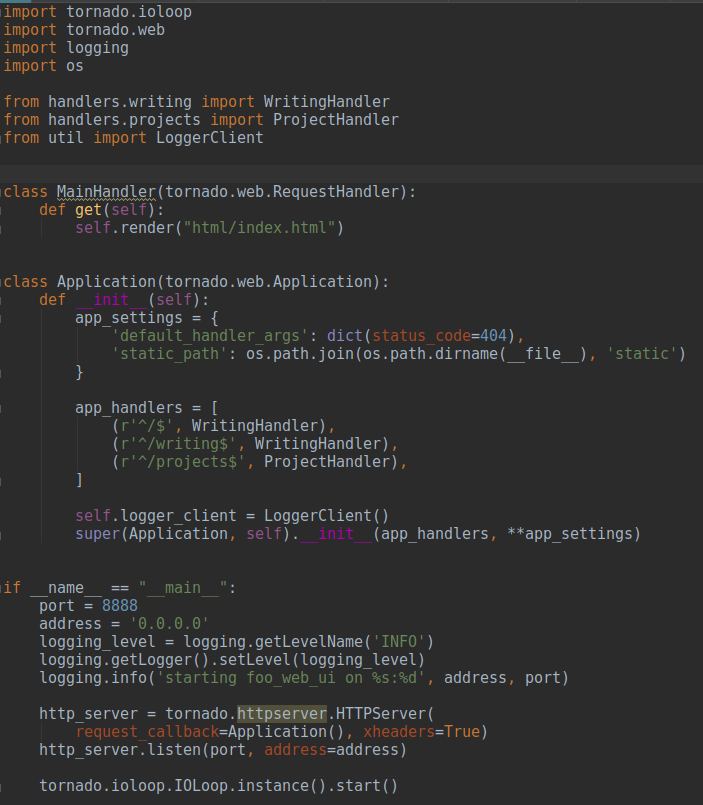 import tornado.ioloop
import tornado.web
import logging
import os
from handlers.writing import WritingHandler
from handlers.projects import ProjectHandler
from util import LoggerClient
class MainHandler(tornado.web.RequestHandler):
    def get(self):
        self.render("html/index.html")
class Application(tornado.web.Application):
    def __init__(self):
        app_settings = {
            'default_handler_args': dict(status_code=404),
            'static_path': os.path.join(os.path.dirname(__file__), 'static')
        }
        app_handlers = [
            (r'^/$', WritingHandler),
            (r'^/writing$', WritingHandler),
            (r'^/projects$', ProjectHandler),
        ]
        self.logger_client = LoggerClient()
        super(Application, self).__init__(app_handlers, **app_settings)
if __name__ == "__main__":
    port = 8888
    address = '0.0.0.0'
    logging_level = logging.getLevelName('INFO')
    logging.getLogger().setLevel(logging_level)
    logging.info('starting foo_web_ui on %s:%d', address, port)
    http_server = tornado.httpserver.HTTPServer(
        request_callback=Application(), xheaders=True)
    http_server.listen(port, address=address)
    tornado.ioloop.IOLoop.instance().start()